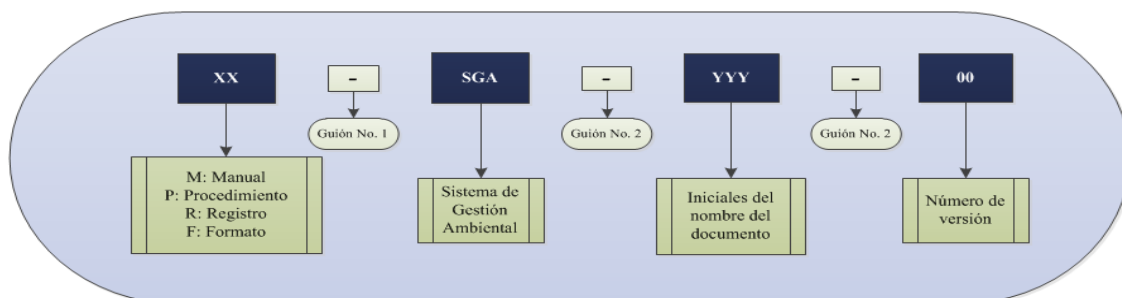 XX
-
SGA
-
YYY
-
00
Guión No. 1
Guión No. 2
Guión No. 2
M: Manual
P: Procedimiento
R: Registro
F: Formato
Sistema de
Gestión
Ambiental
Iniciales del
nombre del
documento
Número de
versión